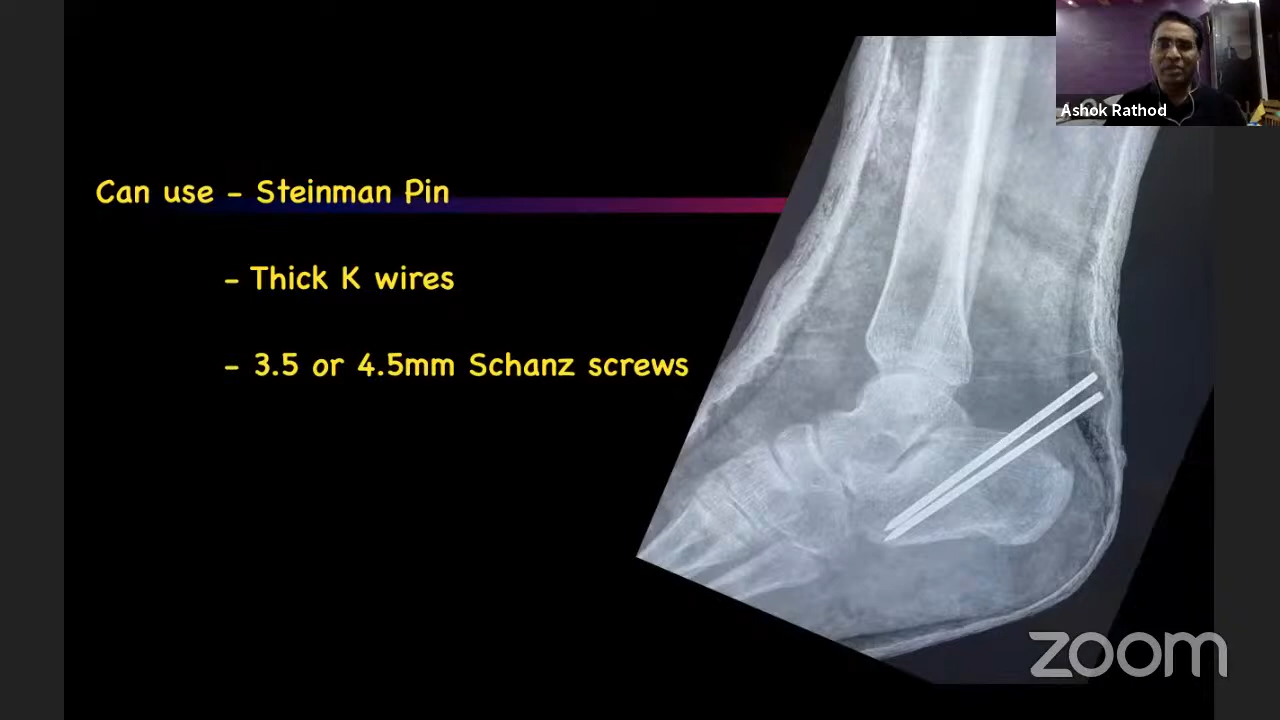 Ashok Rathod
Can use - Steinman Pin
- Thick K wires
- 3.5 or 4.5mm Schanz screws
zoom